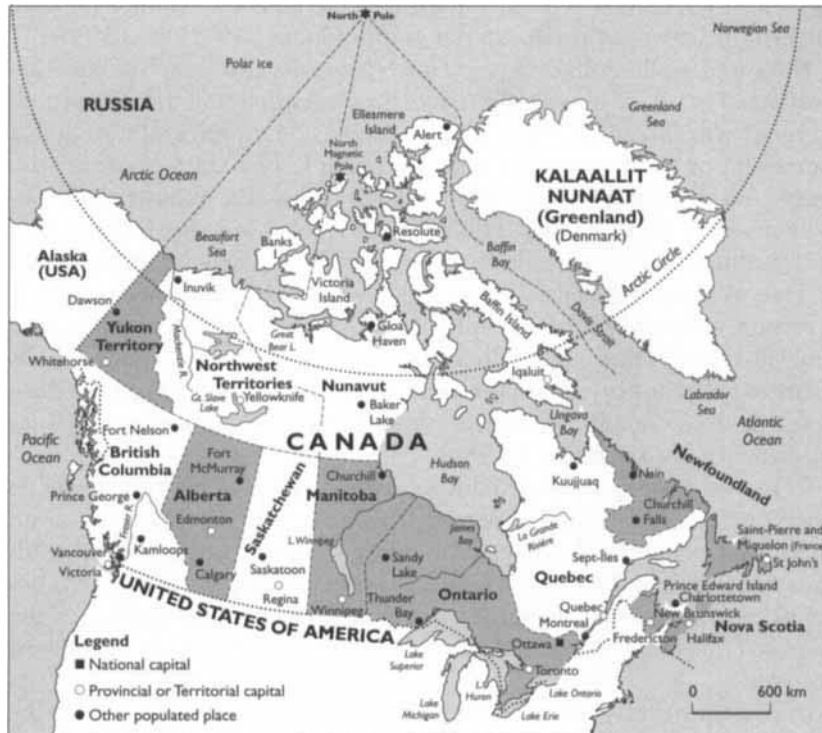 North Pole
Norwegian Sea
Polar ice
RUSSIA
Ellesmere
Island
Alert
Greenland
Sea
North
Magnetic
Pole
Arctic Ocean
KALAALLIT
NUNAAT
(Greenland)
(Denmark)
Resolute
Beaufort
Sea
Banks
I.
Baffin
Bay
Alaska
(USA)
Victoria
Island
Inuvik
Arctic Circle
Dawson
Baffin Island
Davis Strait
Yukon
Territory
Mackenzie R.
Great
Bear L.
Gloa
Haven
Whitehorse
Northwest
Territories
Iqaluit
Nunavut
Gt. Slave
Lake
Yellowknife
Baker
Lake
Labrador
Sea
Ungava
Bay
Atlantic
Ocean
Pacific
Ocean
Fort Nelson
CANADA
British
Columbia
Fort
McMurray
Churchill
Hudson
Bay
Newfoundland
Prince George
Alberta
Saskatchewan
Manitoba
Kuujjuaq
Nain
Churchill
Falls
Edmonton
Fraser R.
L. Winnipeg
James
Bay
La Grande
Rivière
Saint-Pierre and
Miquelon (France)
St John's
Vancouver
Kamloops
Victoria
Calgary
Saskatoon
Sandy
Lake
Sept-Îles
Quebec
Regina
Winnipeg
Thunder
Bay
Ontario
Prince Edward Island
Charlottetown
New Brunswick
UNITED STATES OF AMERICA
Quebec
Montreal
Fredericton
Halifax
Nova Scotia
Ottawa
Toronto
Lake
Superior
L.
Huron
Lake
Michigan
Lake Ontario
Lake Erie
Legend
National capital
Provincial or Territorial capital
Other populated place
0 600 km